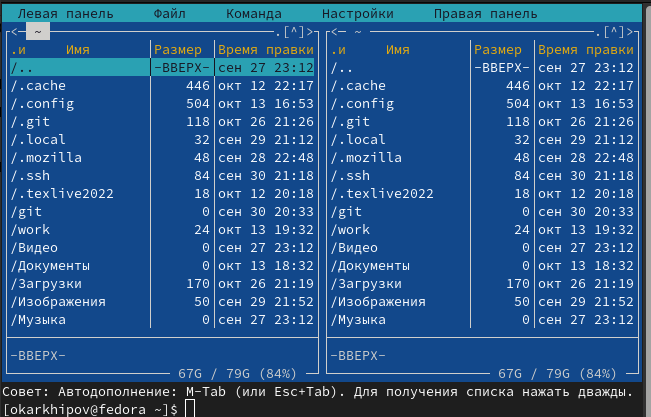 Левая панель Файл Команда Настройки Правая панель
<- ~ .[^]> <- ~ .[^]>
.и Имя Размер Время правки .и Имя Размер Время правки
/.. -ВВЕРХ- сен 27 23:12 /.. -ВВЕРХ- сен 27 23:12
/.cache 446 окт 12 22:17 /.cache 446 окт 12 22:17
/.config 504 окт 13 16:53 /.config 504 окт 13 16:53
/.git 118 окт 26 21:26 /.git 118 окт 26 21:26
/.local 32 сен 29 21:12 /.local 32 сен 29 21:12
/.mozilla 48 сен 28 22:48 /.mozilla 48 сен 28 22:48
/.ssh 84 сен 30 21:18 /.ssh 84 сен 30 21:18
/.texlive2022 18 окт 12 20:18 /.texlive2022 18 окт 12 20:18
/git 0 сен 30 20:33 /git 0 сен 30 20:33
/work 24 окт 13 19:32 /work 24 окт 13 19:32
/Видео 0 сен 27 23:12 /Видео 0 сен 27 23:12
/Документы 0 окт 13 18:32 /Документы 0 окт 13 18:32
/Загрузки 170 окт 26 21:19 /Загрузки 170 окт 26 21:19
/Изображения 50 сен 29 21:52 /Изображения 50 сен 29 21:52
/Музыка 0 сен 27 23:12 /Музыка 0 сен 27 23:12
-ВВЕРХ- -ВВЕРХ-
67G / 79G (84%) 67G / 79G (84%)
Совет: Автодополнение: M-Tab (или Esc+Tab). Для получения списка нажать дважды.
[okarkhipov@fedora ~]$